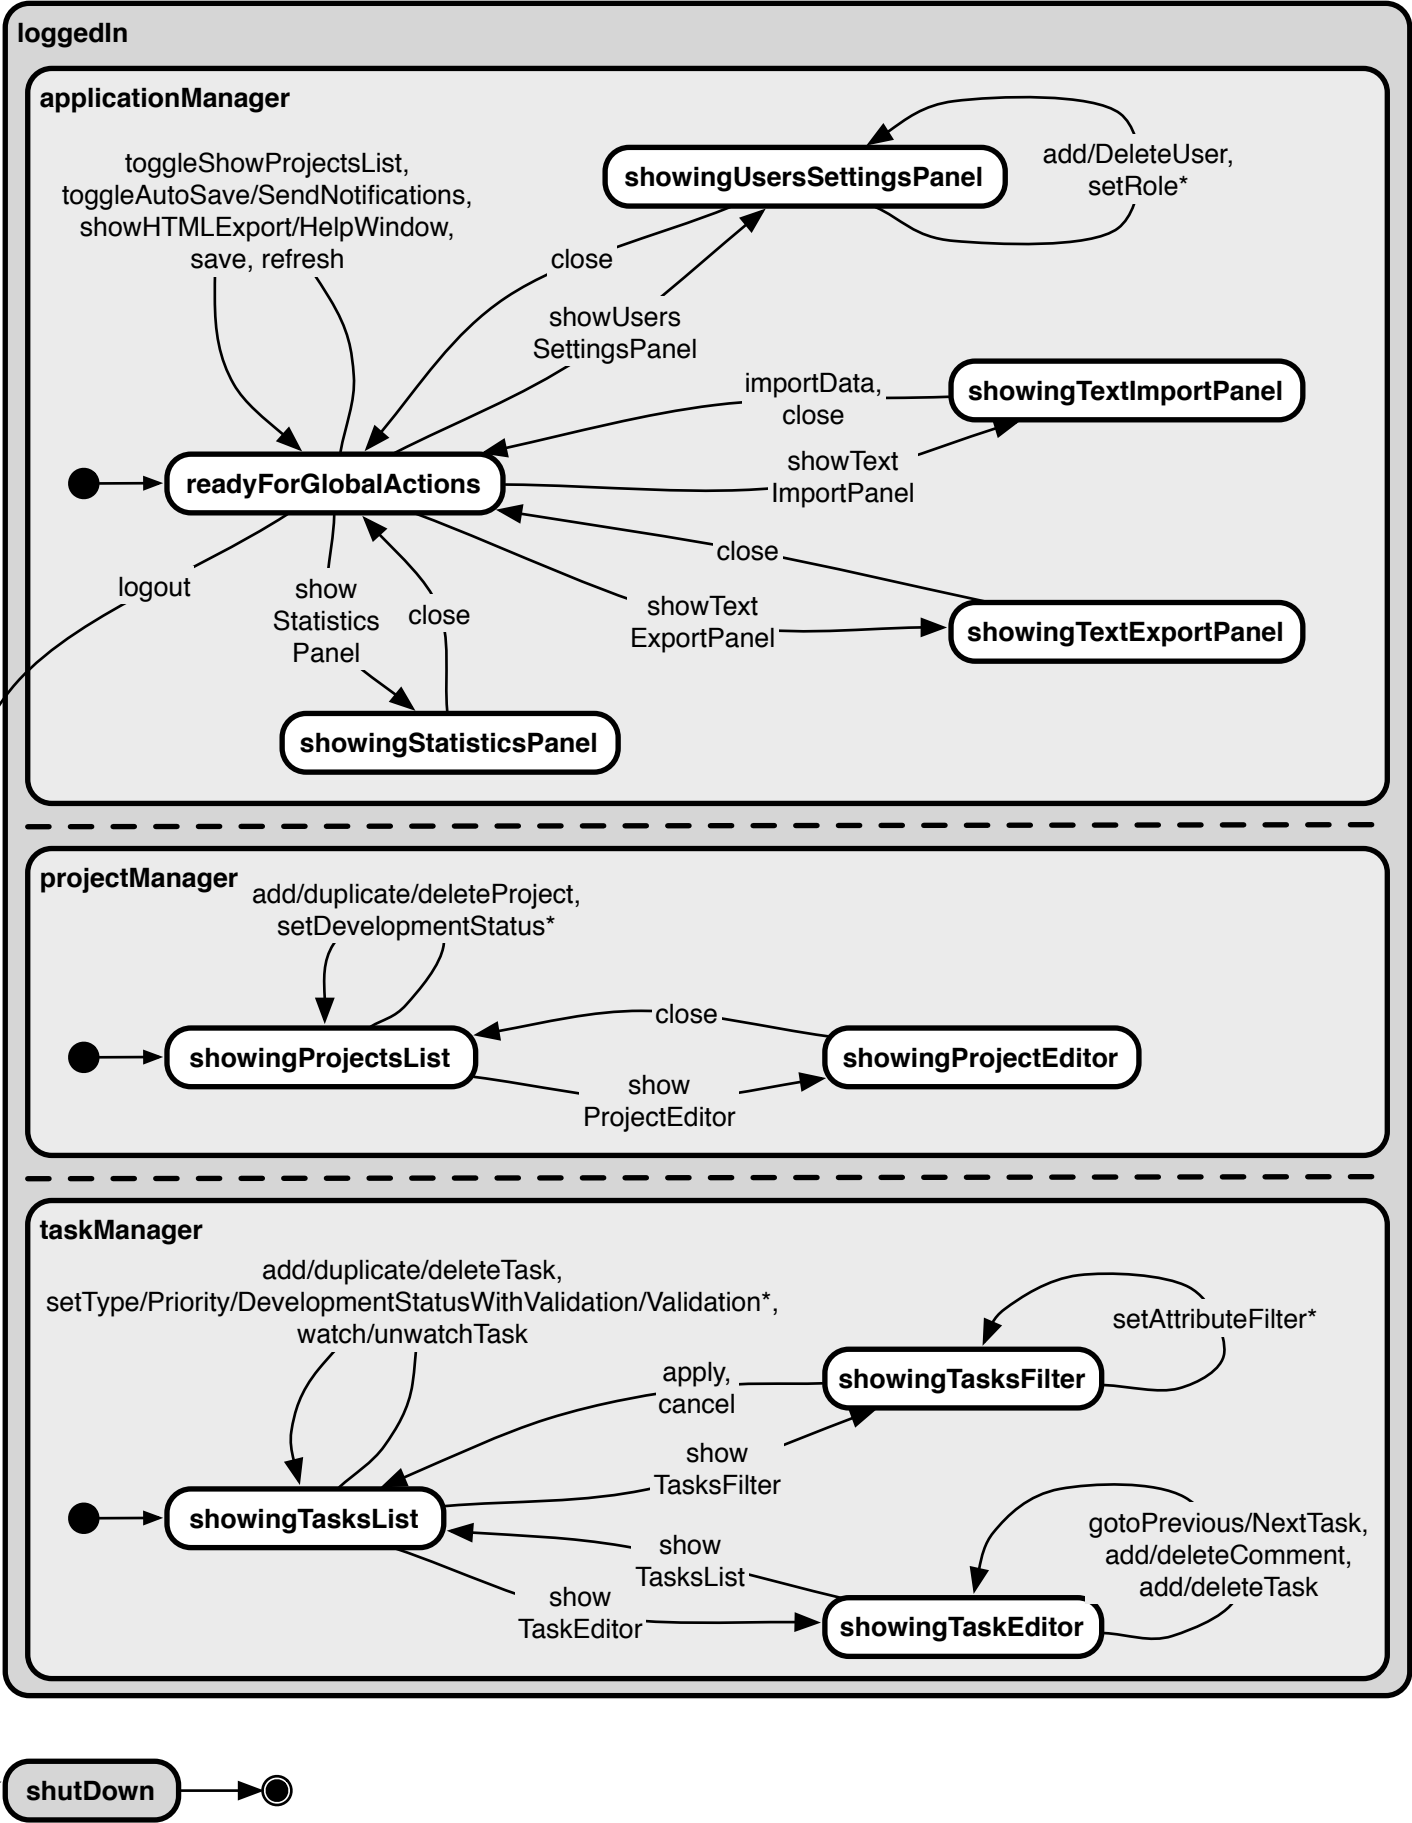 loggedIn
applicationManager
toggleShowProjectsList,
toggleAutoSave/SendNotifications,
showHTMLExport/HelpWindow,
save, refresh
showingUsersSettingsPanel
add/DeleteUser,
setRole*
close
showUsers
SettingsPanel
importData,
close
showingTextImportPanel
showText
ImportPanel
readyForGlobalActions
close
logout
show
Statistics
Panel
close
showText
ExportPanel
showingTextExportPanel
showingStatisticsPanel
projectManager
add/duplicate/deleteProject,
setDevelopmentStatus*
close
showingProjectsList
showingProjectEditor
show
ProjectEditor
taskManager
add/duplicate/deleteTask,
setType/Priority/DevelopmentStatusWithValidation/Validation*,
watch/unwatchTask
setAttributeFilter*
apply,
cancel
showingTasksFilter
show
TasksFilter
showingTasksList
show
TasksList
gotoPrevious/NextTask,
add/deleteComment,
add/deleteTask
show
TaskEditor
showingTaskEditor
shutDown